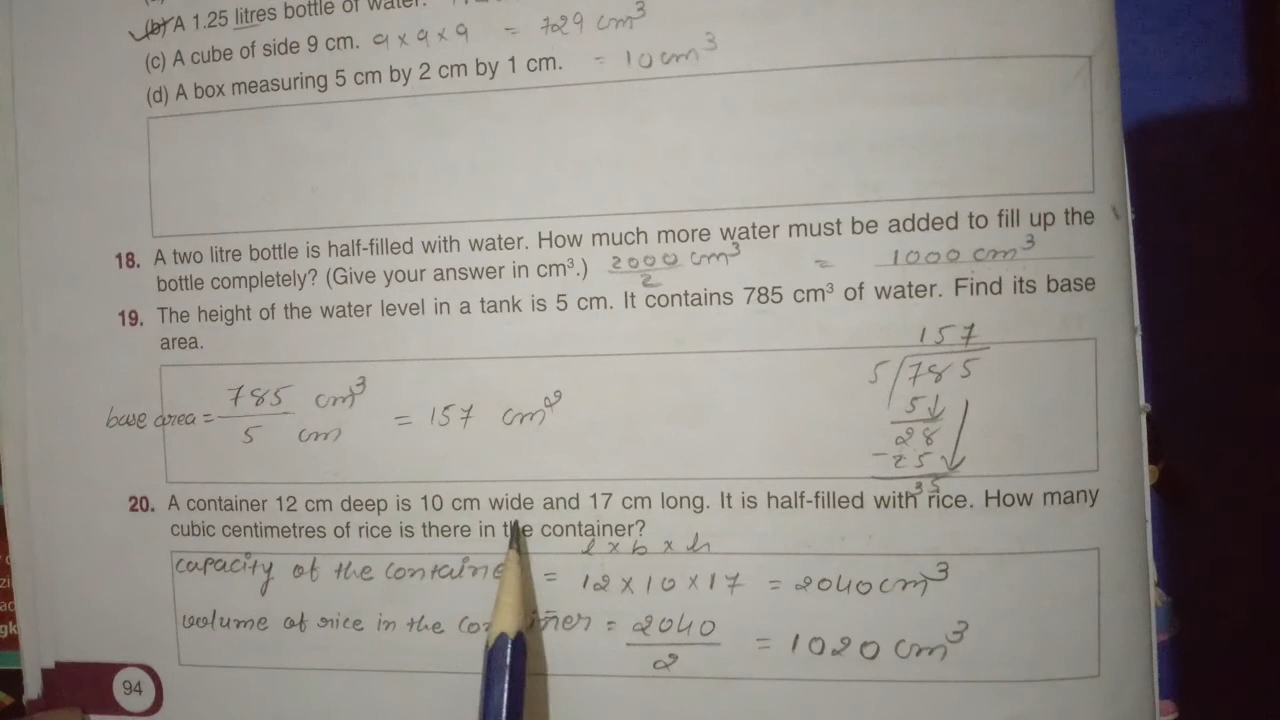 (b) A 1.25 litres bottle of water.
(c) A cube of side 9 cm. 9 x 9 x 9 = 729 cm³
(d) A box measuring 5 cm by 2 cm by 1 cm. = 10 cm³
18. A two litre bottle is half-filled with water. How much more water must be added to fill up the
bottle completely? (Give your answer in cm³.) 2000 cm³ / 2 = 1000 cm³
19. The height of the water level in a tank is 5 cm. It contains 785 cm³ of water. Find its base
area.
157
5 785
base area = 785 cm³ / 5 cm = 157 cm²
5
28
-25
35
20. A container 12 cm deep is 10 cm wide and 17 cm long. It is half-filled with rice. How many
cubic centimetres of rice is there in the container?
l x b x h
capacity of the containe = 12 x 10 x 17 = 2040 cm³
volume of rice in the = 2040 / 2 = 1020 cm³
94